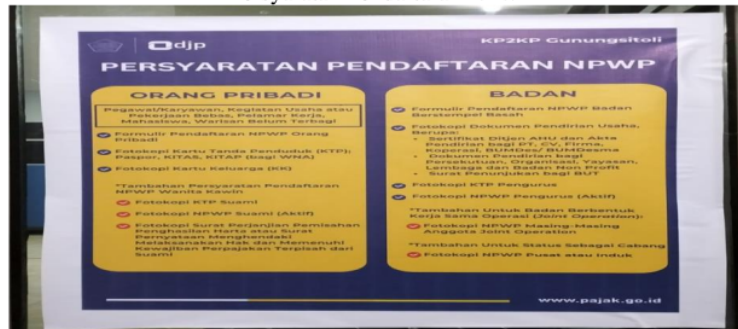 djp
KP2KP Gunungsitoli
PERSYARATAN PENDAFTARAN NPWP
ORANG PRIBADI
Pegawai/Karyawan, Kegiatan Usaha atau
Pekerjaan Bebas, Pelamar Kerja,
Mahasiswa, Warisan Belum Terbagi
Formulir Pendaftaran NPWP Orang
Pribadi
Fotokopi Kartu Tanda Penduduk (KTP);
Paspor, KITAS, KITAP (bagi WNA)
Fotokopi Kartu Keluarga (KK)
*Tambahan Persyaratan Pendaftaran
NPWP Wanita Kawin
Fotokopi KTP Suami
Fotokopi NPWP Suami (Aktif)
Fotokopi Surat Perjanjian Pemisahan
Penghasilan Harta atau Surat
Pernyataan Menghendaki
Melaksanakan Hak dan Memenuhi
Kewajiban Perpajakan Terpisah dari
Suami
BADAN
Formulir Pendaftaran NPWP Badan
Berstempel Basah
Fotokopi Dokumen Pendirian Usaha,
Berupa:
• Sertifikat Ditjen AHU dan Akta
Pendirian bagi PT, CV, Firma,
Koperasi, BUMDes/ BUMDesma
• Dokumen Pendirian bagi
Persekutuan, Organisasi, Yayasan,
Lembaga dan Badan Non Profit
• Surat Penunjukan bagi BUT
Fotokopi KTP Pengurus
Fotokopi NPWP Pengurus (Aktif)
*Tambahan Untuk Badan Berbentuk
Kerja Sama Operasi (Joint Operation):
Fotokopi NPWP Masing-Masing
Anggota Joint Operation
*Tambahan Untuk Status Sebagai Cabang
Fotokopi NPWP Pusat atau Induk
www.pajak.go.id